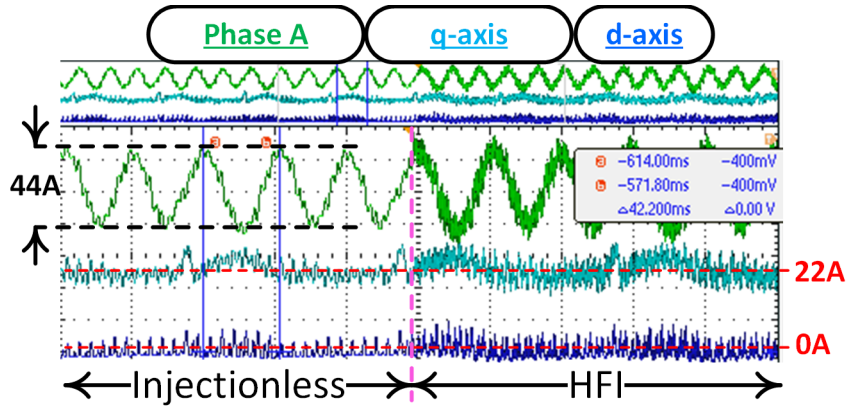 Phase A
q-axis
d-axis
44A
a
b
a -614.00ms -400mV
b -571.80ms -400mV
△42.200ms △0.00 V
22A
0A
Injectionless
HFI